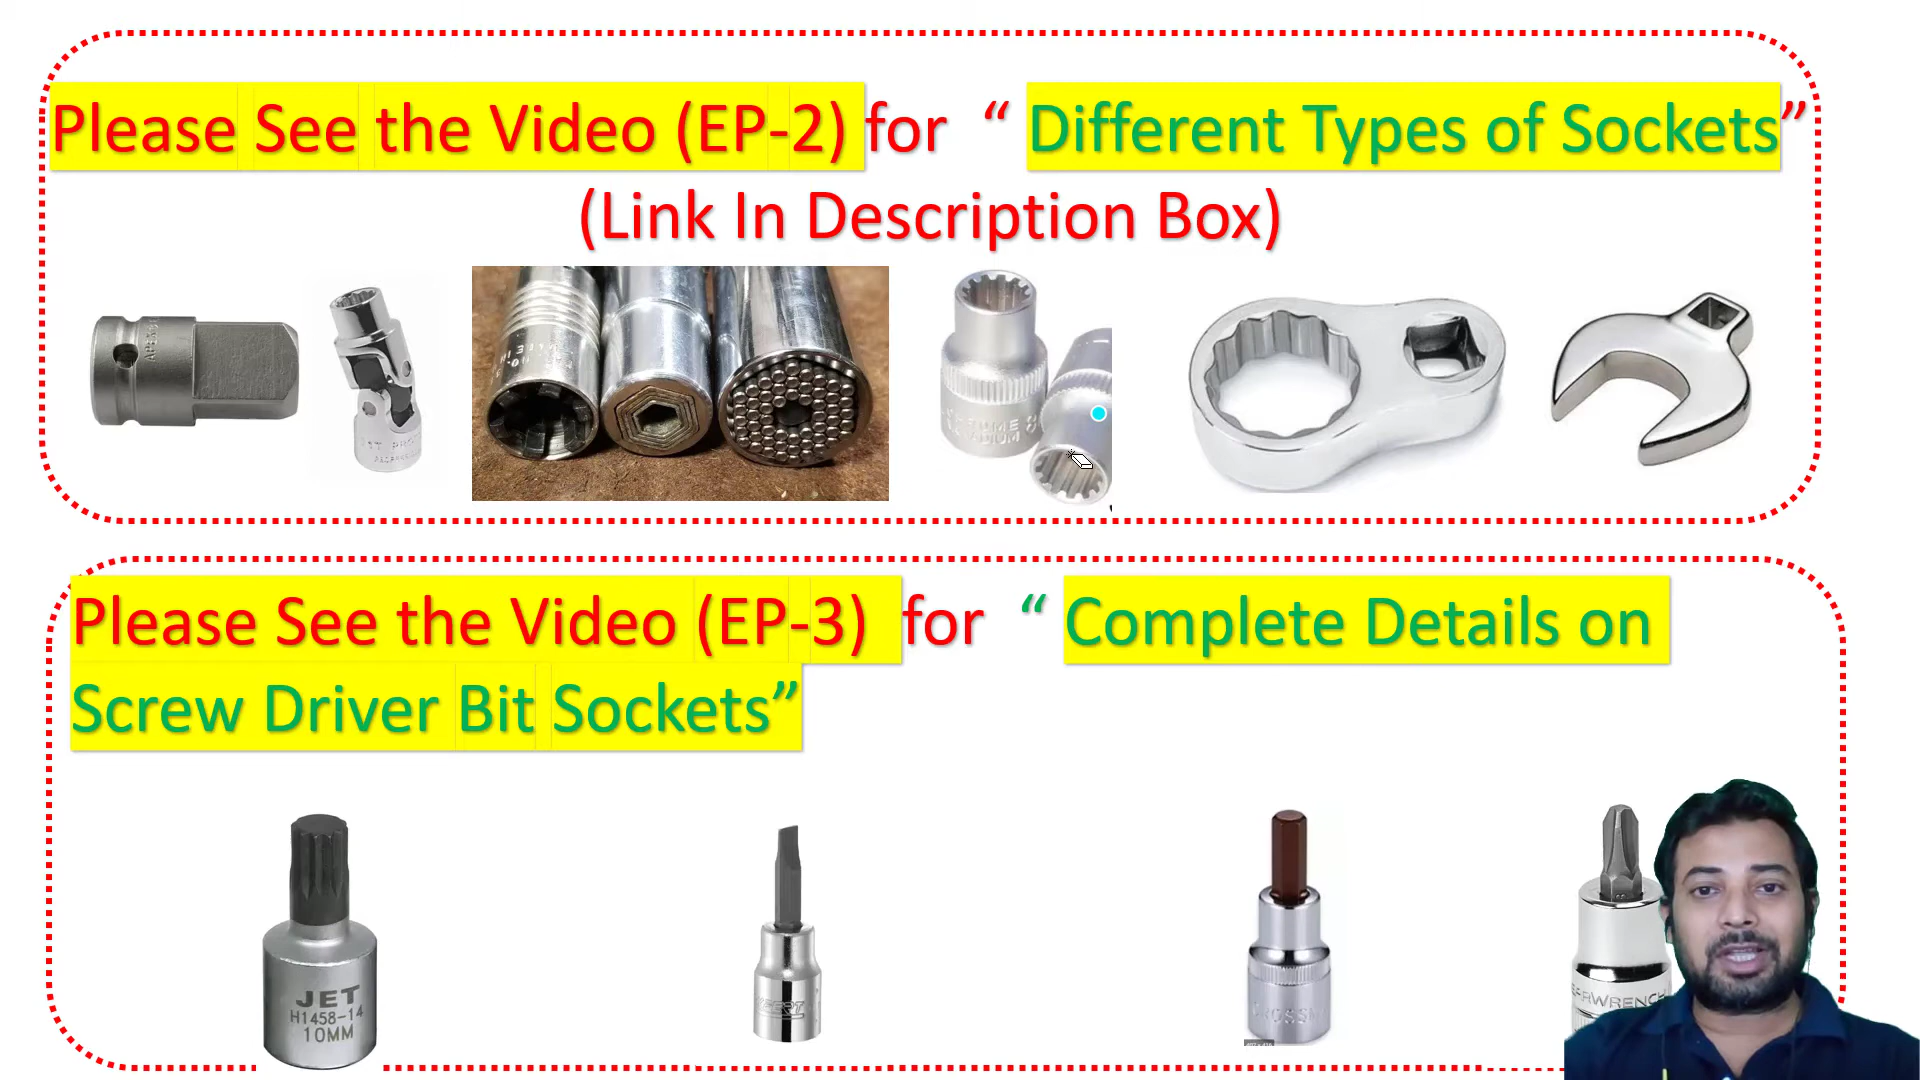 Please See the Video (EP-2) for “ Different Types of Sockets”
(Link In Description Box)
Please See the Video (EP-3) for “ Complete Details on
Screw Driver Bit Sockets”
JET
H1458-14
10MM